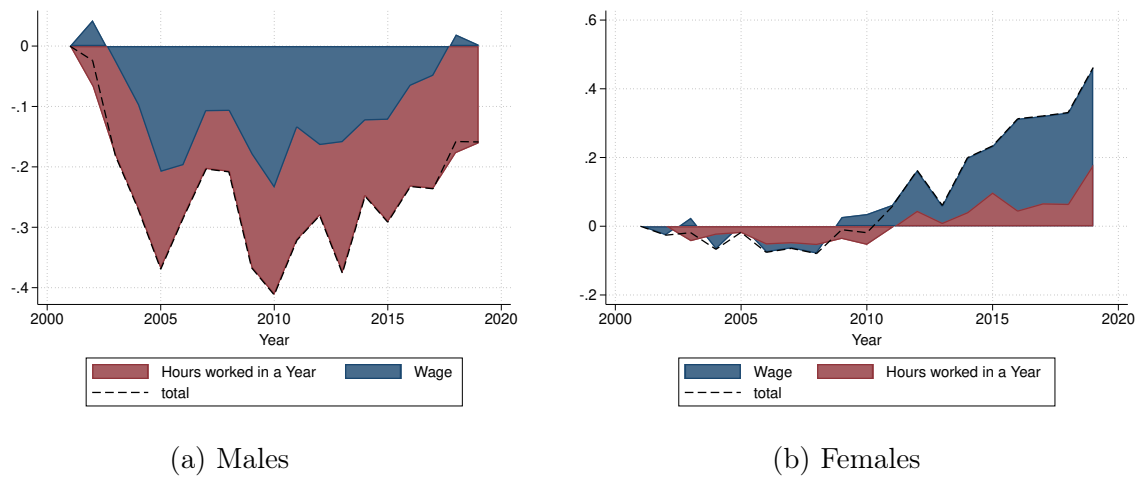 0
-.1
-.2
-.3
-.4
2000 2005 2010 2015 2020
Year
Hours worked in a Year Wage
total
(a) Males
.6
.4
.2
0
-.2
2000 2005 2010 2015 2020
Year
Wage Hours worked in a Year
total
(b) Females